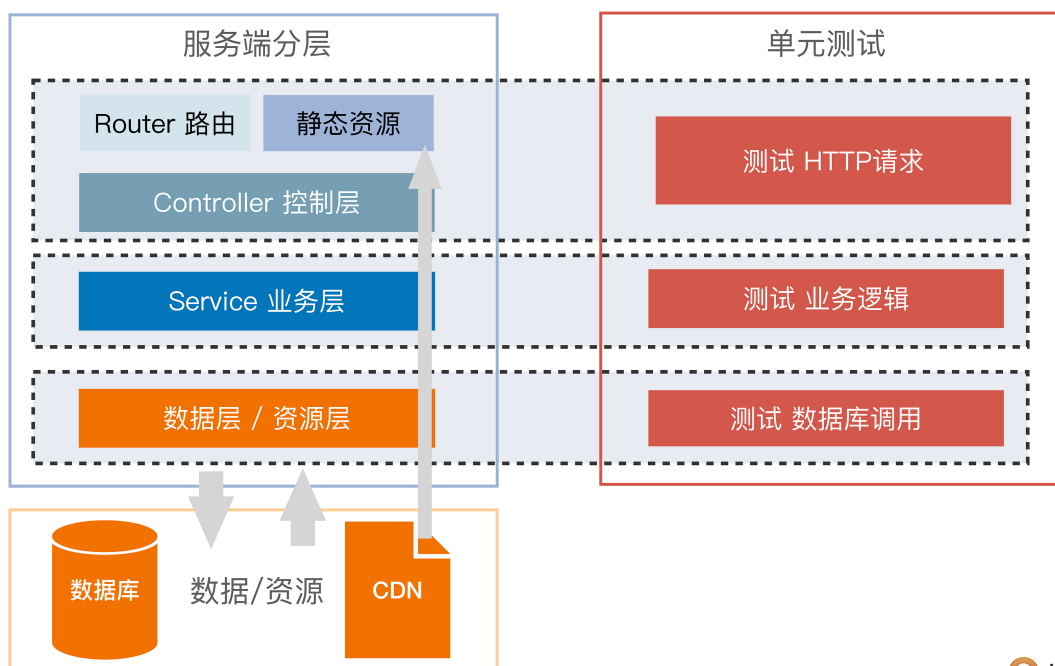 服务端分层
单元测试
Router 路由
静态资源
测试 HTTP请求
Controller 控制层
Service 业务层
测试 业务逻辑
数据层 / 资源层
测试 数据库调用
数据库
数据/资源
CDN